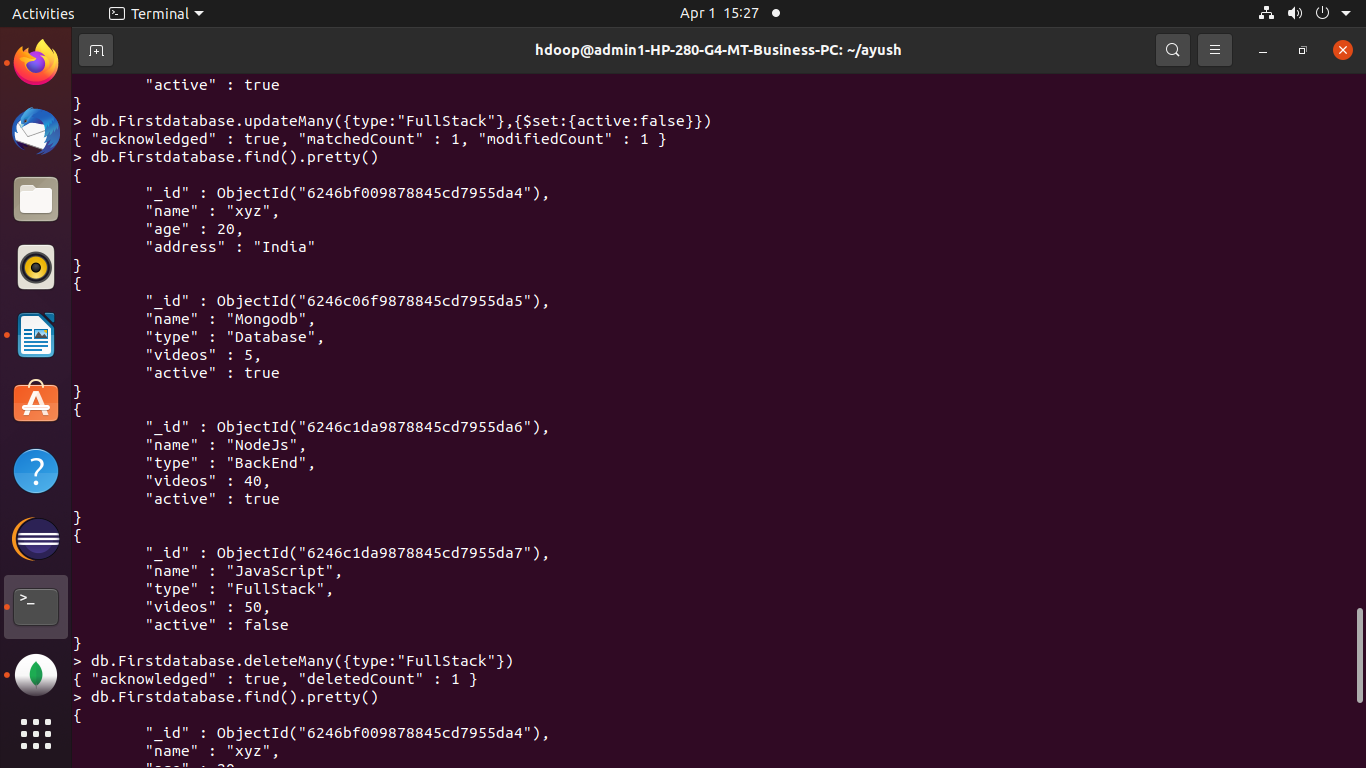 Activities
Terminal
Apr 1 15:27
hdoop@admin1-HP-280-G4-MT-Business-PC: ~/ayush
"active" : true
}
> db.Firstdatabase.updateMany({type:"FullStack"},{$set:{active:false}})
{ "acknowledged" : true, "matchedCount" : 1, "modifiedCount" : 1 }
> db.Firstdatabase.find().pretty()
{
"_id" : ObjectId("6246bf009878845cd7955da4"),
"name" : "xyz",
"age" : 20,
"address" : "India"
}
{
"_id" : ObjectId("6246c06f9878845cd7955da5"),
"name" : "Mongodb",
"type" : "Database",
"videos" : 5,
"active" : true
}
{
"_id" : ObjectId("6246c1da9878845cd7955da6"),
"name" : "NodeJs",
"type" : "BackEnd",
"videos" : 40,
"active" : true
}
{
"_id" : ObjectId("6246c1da9878845cd7955da7"),
"name" : "JavaScript",
"type" : "FullStack",
"videos" : 50,
"active" : false
}
> db.Firstdatabase.deleteMany({type:"FullStack"})
{ "acknowledged" : true, "deletedCount" : 1 }
> db.Firstdatabase.find().pretty()
{
"_id" : ObjectId("6246bf009878845cd7955da4"),
"name" : "xyz",